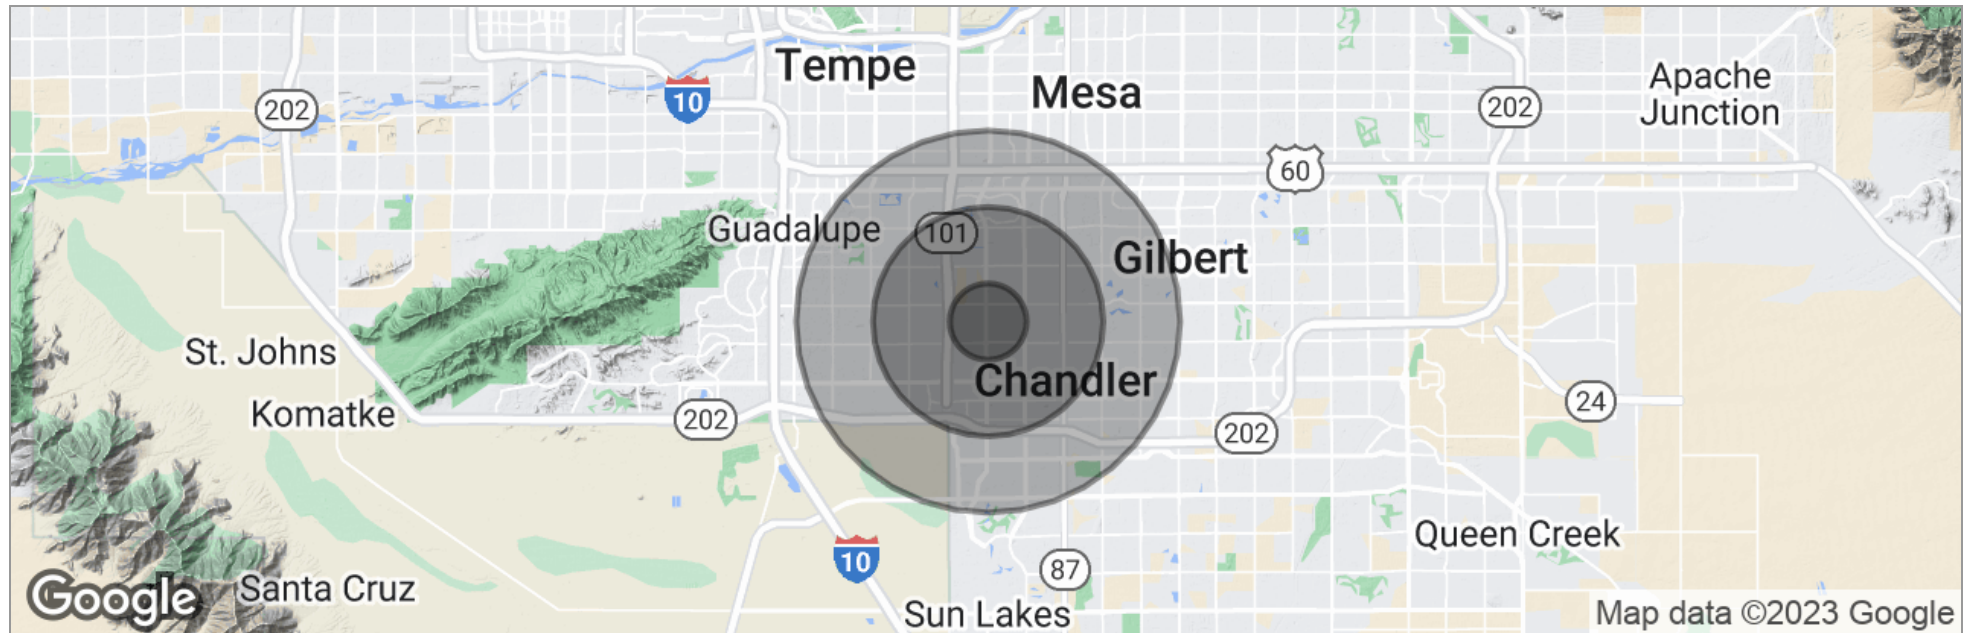 Tempe
Mesa
Apache
Junction
202
10
202
60
Guadalupe
101
Gilbert
St. Johns
Chandler
Komatke
202
202
24
Queen Creek
10
87
Santa Cruz
Google
Sun Lakes
Map data ©2023 Google